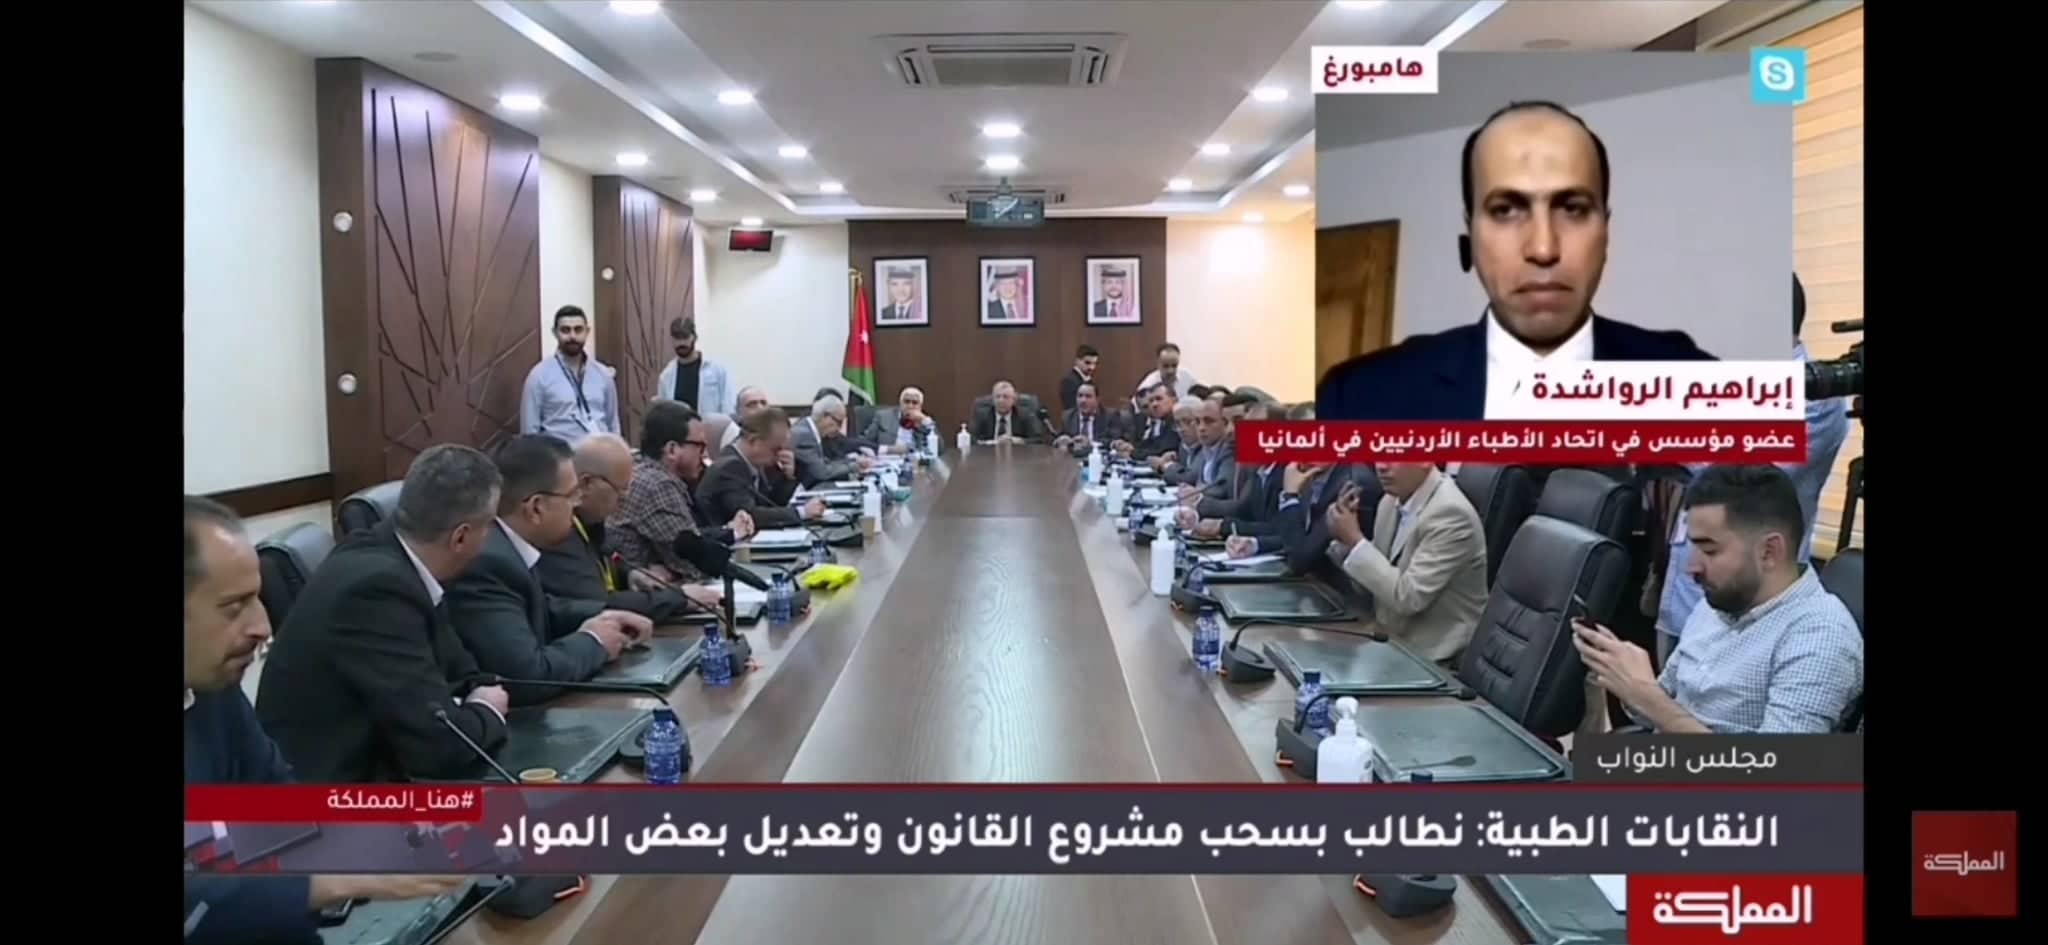 هامبورغ
إبراهيم الرواشدة
عضو مؤسس في اتحاد الأطباء الأردنيين في ألمانيا
مجلس النواب
#هنا_المملكة
النقابات الطبية: نطالب بسحب مشروع القانون وتعديل بعض المواد
المملكة
المملكة